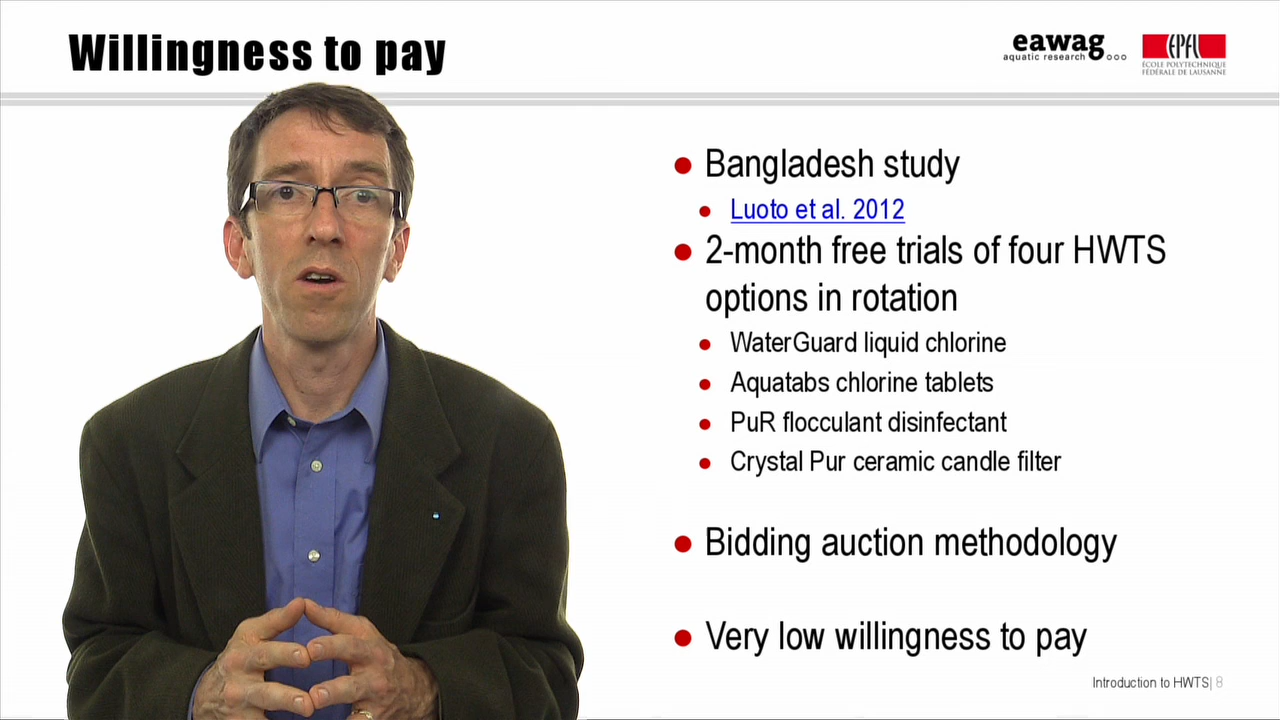 Willingness to pay
eawag
aquatic research
EPFL
ÉCOLE POLYTECHNIQUE
FÉDÉRALE DE LAUSANNE
Bangladesh study
Luoto et al. 2012
2-month free trials of four HWTS
options in rotation
WaterGuard liquid chlorine
Aquatabs chlorine tablets
PuR flocculant disinfectant
Crystal Pur ceramic candle filter
Bidding auction methodology
Very low willingness to pay
Introduction to HWTS| 8